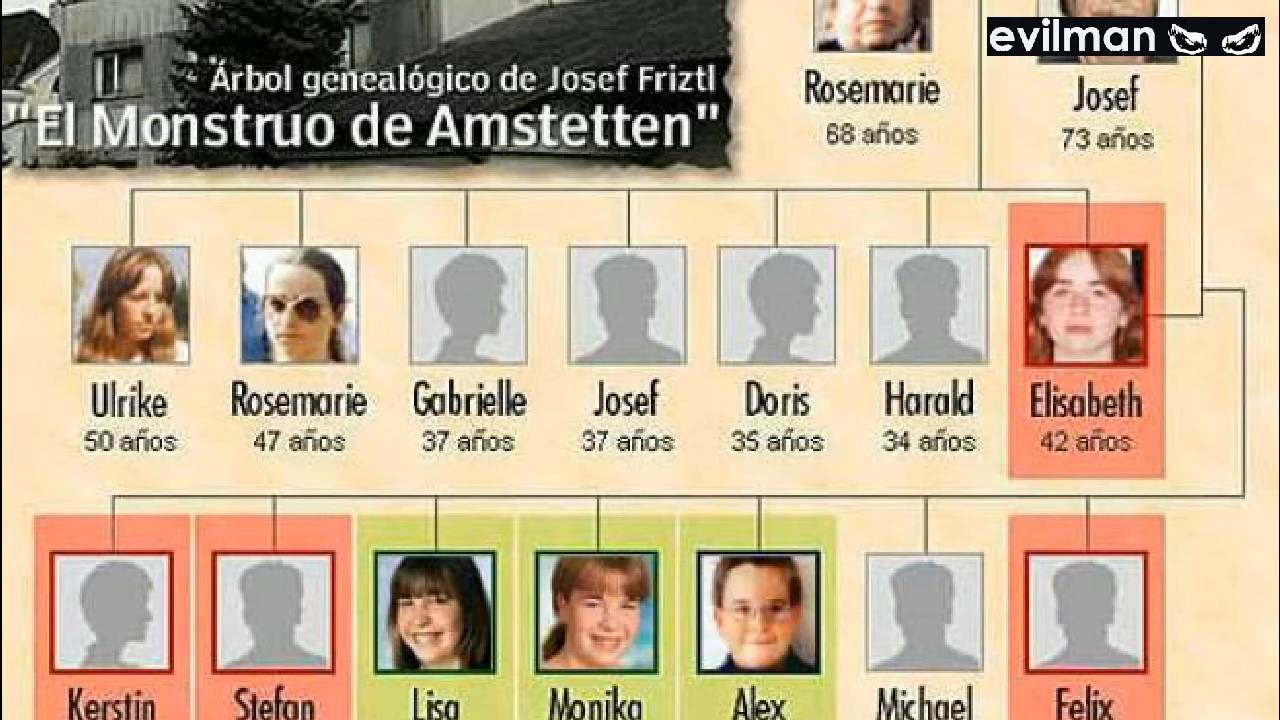 evilman
Árbol genealógico de Josef Friztl
"El Monstruo de Amstetten"
Rosemarie
68 años
Josef
73 años
Ulrike
50 años
Rosemarie
47 años
Gabrielle
37 años
Josef
37 años
Doris
35 años
Harald
34 años
Elisabeth
42 años
Kerstin
Stefan
Lisa
Monika
Alex
Michael
Felix